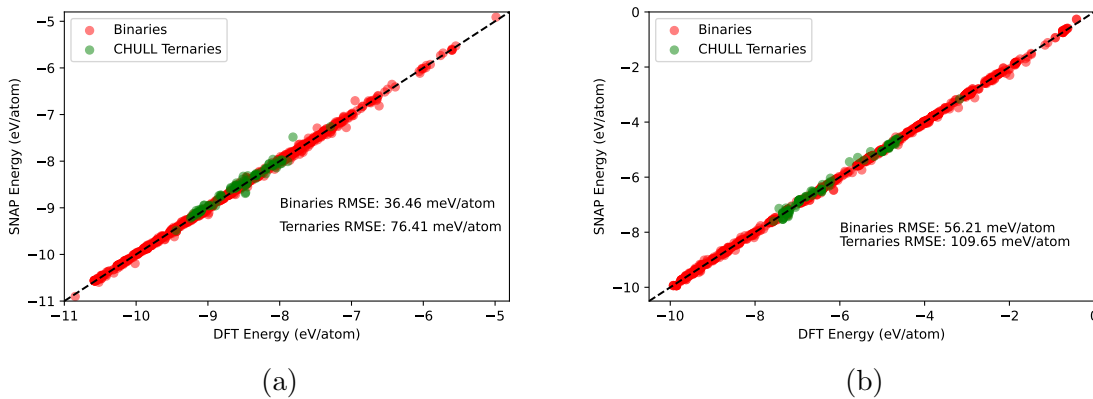 Binaries
CHULL Ternaries
SNAP Energy (eV/atom)
−5
−6
−7
−8
−9
−10
−11
Binaries RMSE: 36.46 meV/atom
Ternaries RMSE: 76.41 meV/atom
−11
−10
−9
−8
−7
−6
−5
DFT Energy (eV/atom)
(a)
Binaries
CHULL Ternaries
SNAP Energy (eV/atom)
0
−2
−4
−6
−8
−10
Binaries RMSE: 56.21 meV/atom
Ternaries RMSE: 109.65 meV/atom
−10
−8
−6
−4
−2
0
DFT Energy (eV/atom)
(b)